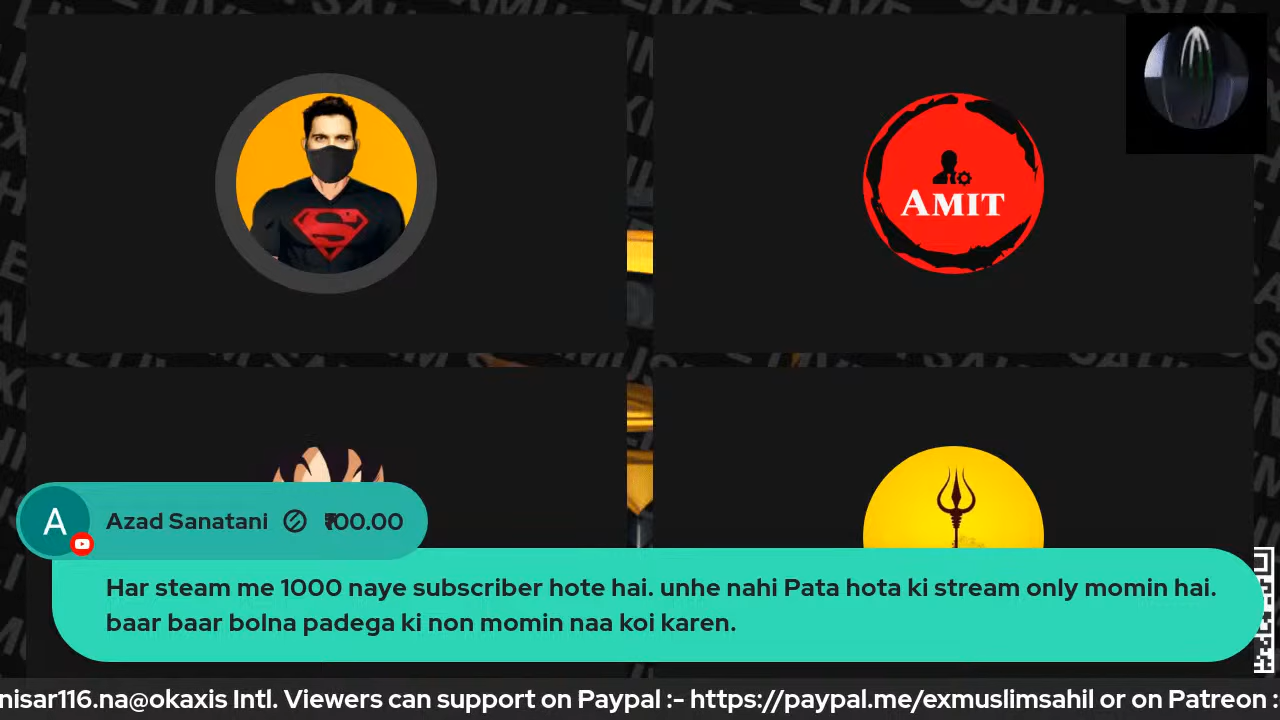 AMIT
A
Azad Sanatani ₹100.00
Har steam me 1000 naye subscriber hote hai. unhe nahi Pata hota ki stream only momin hai.
baar baar bolna padega ki non momin naa koi karen.
nisar116.na@okaxis Intl. Viewers can support on Paypal :- https://paypal.me/exmuslimsahil or on Patreon :